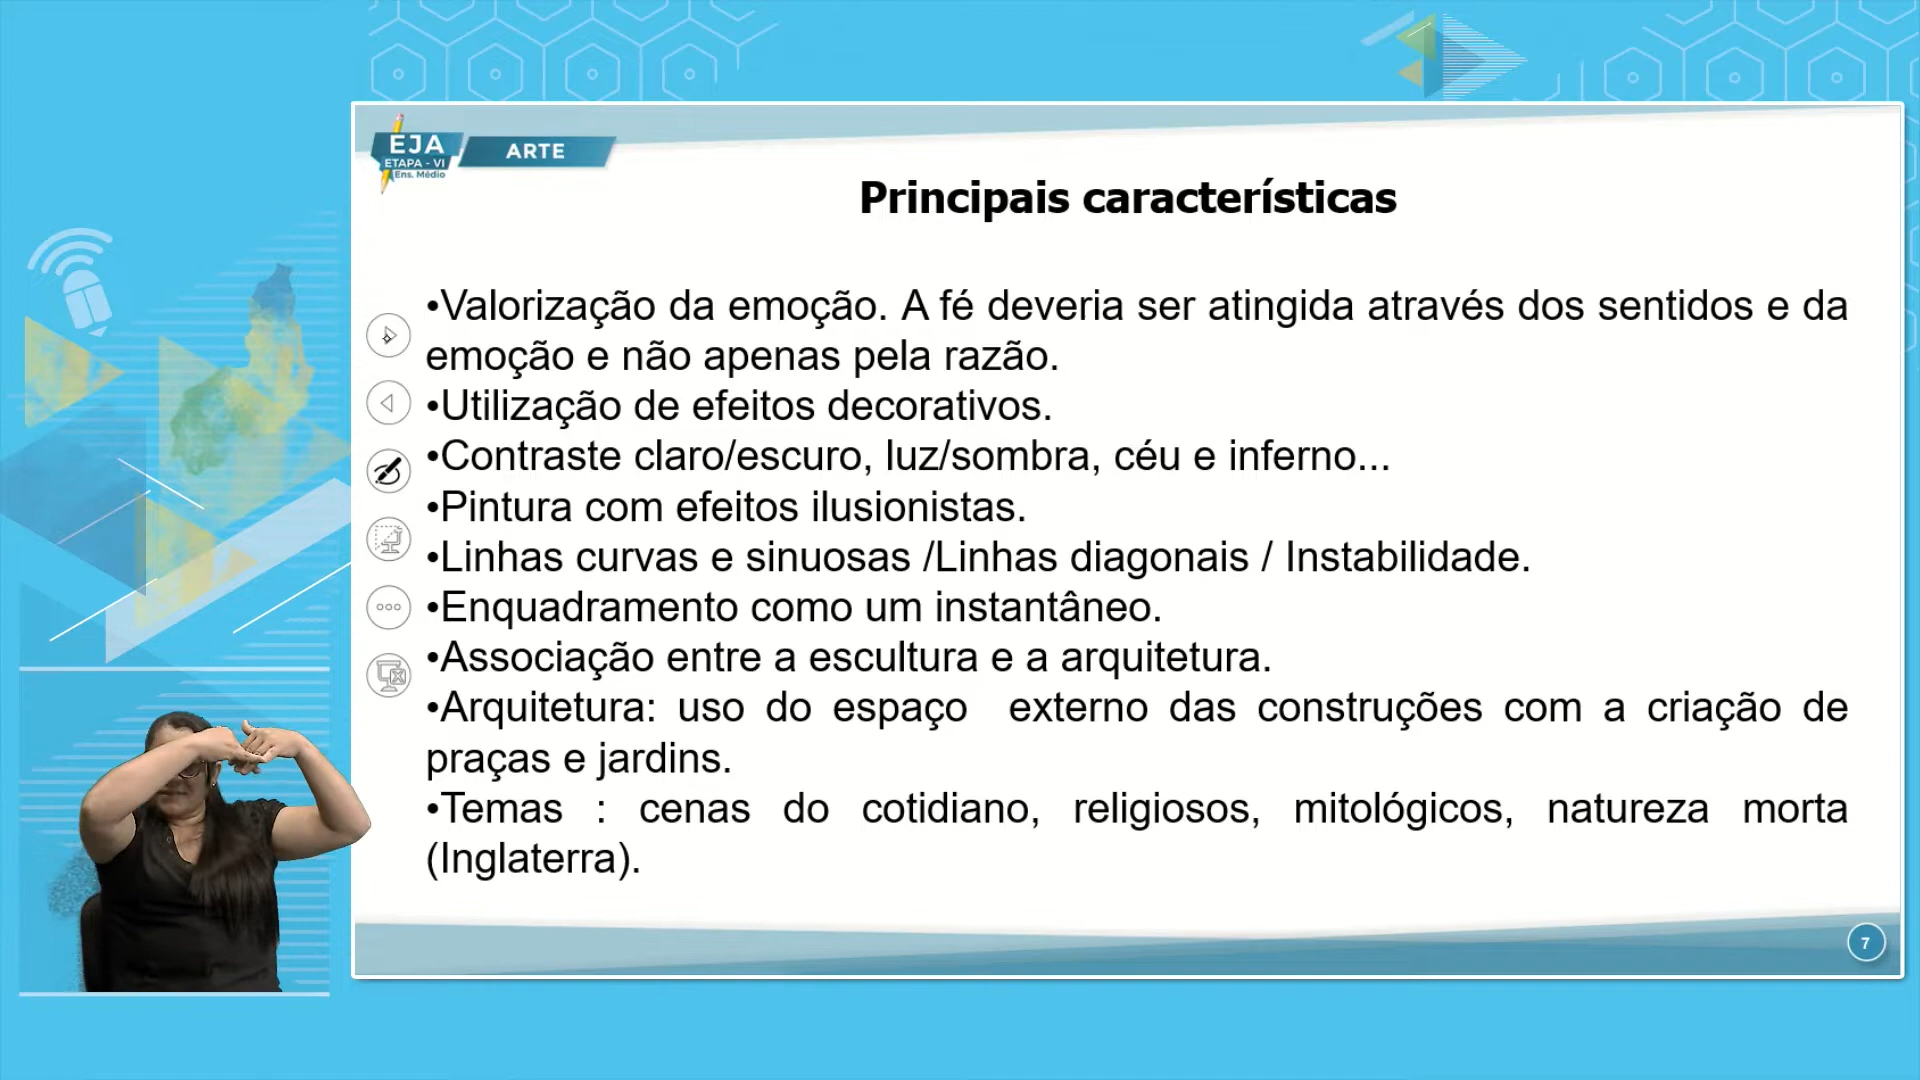 EJA
ETAPA - VI
Ens. Médio
ARTE
Principais características
•Valorização da emoção. A fé deveria ser atingida através dos sentidos e da
emoção e não apenas pela razão.
•Utilização de efeitos decorativos.
•Contraste claro/escuro, luz/sombra, céu e inferno...
•Pintura com efeitos ilusionistas.
•Linhas curvas e sinuosas /Linhas diagonais / Instabilidade.
•Enquadramento como um instantâneo.
•Associação entre a escultura e a arquitetura.
•Arquitetura: uso do espaço  externo das construções com a criação de
praças e jardins.
•Temas : cenas do cotidiano, religiosos, mitológicos, natureza morta
(Inglaterra).
7